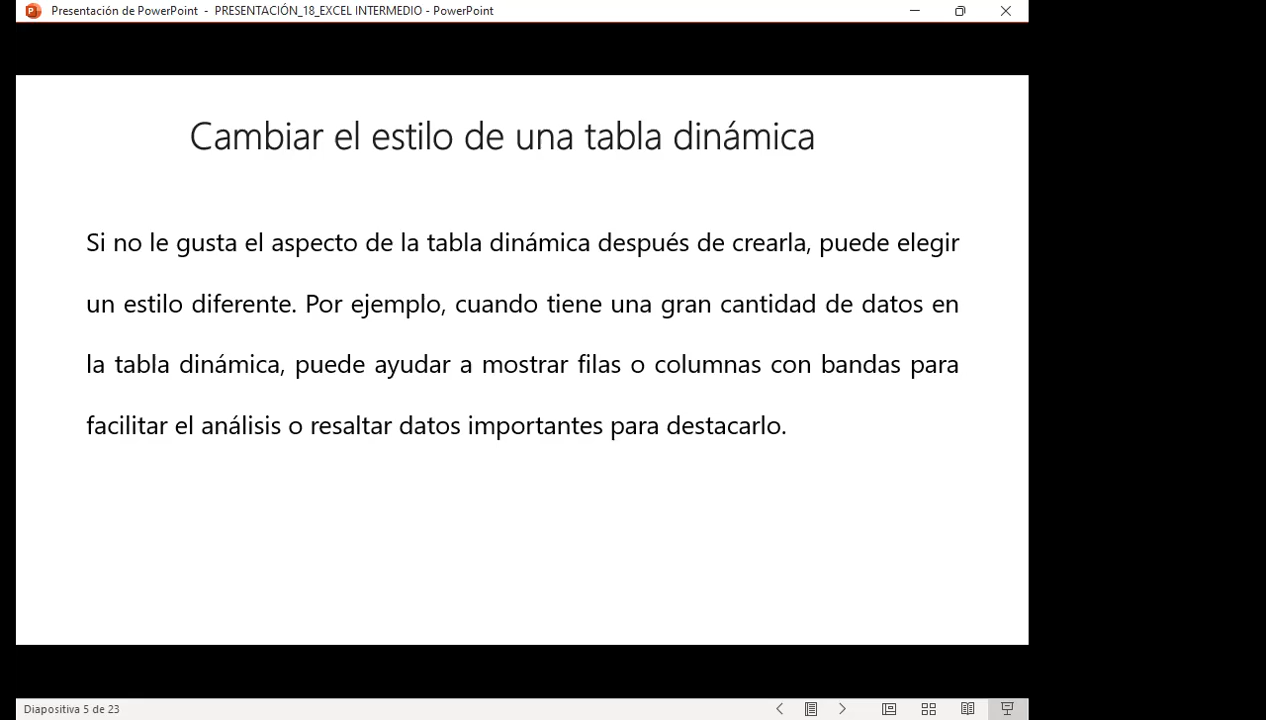 Presentación de PowerPoint - PRESENTACIÓN_18_EXCEL INTERMEDIO - PowerPoint
Cambiar el estilo de una tabla dinámica
Si no le gusta el aspecto de la tabla dinámica después de crearla, puede elegir
un estilo diferente. Por ejemplo, cuando tiene una gran cantidad de datos en
la tabla dinámica, puede ayudar a mostrar filas o columnas con bandas para
facilitar el análisis o resaltar datos importantes para destacarlo.
Diapositiva 5 de 23